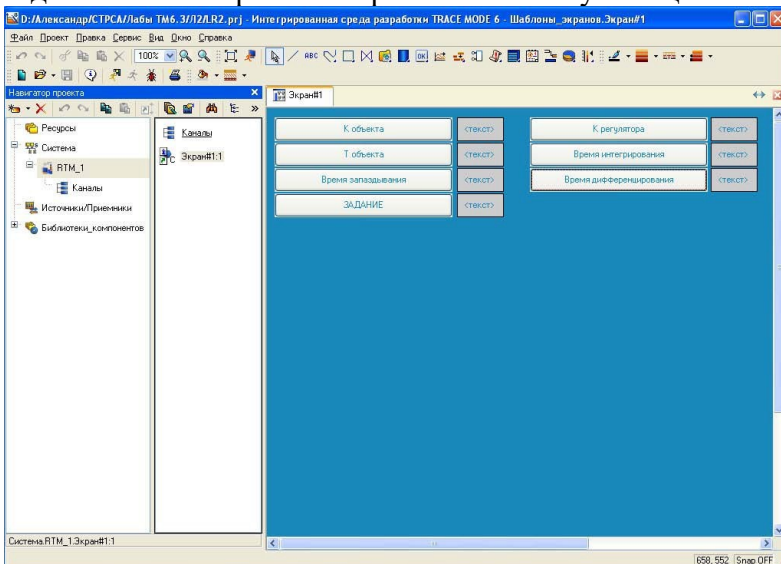 D:/Александр/СТРСА/Лабы ТМ6. 3/Л2/LR2.prj - Интегрированная среда разработки TRACE MODE 6 - Шаблоны_экранов.Экран#1
Файл Проект Правка Сервис Вид Окно Справка
100%
ABC
OK
Навигатор проекта
Экран#1
Ресурсы
Система
RTM_1
Каналы
Источники/Приемники
Библиотеки_компонентов
Каналы
Экран#1:1
К объекта <текст> К регулятора <текст>
Т объекта <текст> Время интегрирования <текст>
Время запаздывания <текст> Время дифференцирования <текст>
ЗАДАНИЕ <текст>
Система.RTM_1.Экран#1:1
658, 552 Snap OFF